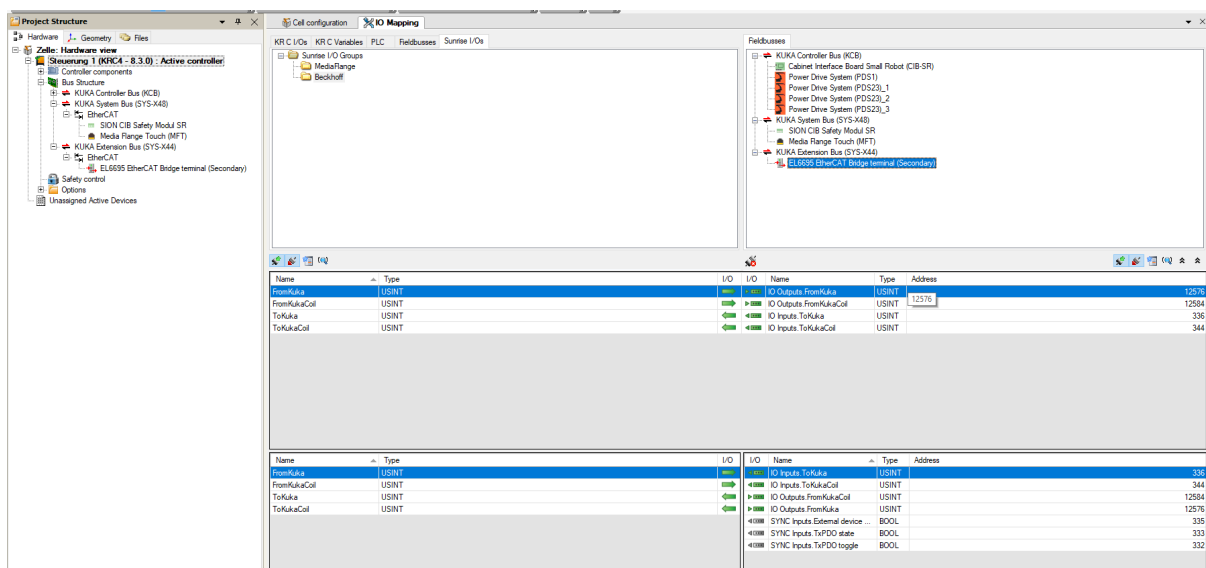 Project Structure
Hardware Geometry Files
Zelle: Hardware view
Steuerung 1 (KRC4 - 8.3.0) : Active controller
Controller components
Bus Structure
KUKA Controller Bus (KCB)
KUKA System Bus (SYS-X48)
EtherCAT
SION CIB Safety Modul SR
Media Flange Touch (MFT)
KUKA Extension Bus (SYS-X44)
EtherCAT
EL6695 EtherCAT Bridge terminal (Secondary)
Safety control
Options
Unassigned Active Devices
Cell configuration IO Mapping
KR C I/Os KR C Variables PLC Fieldbusses Sunrise I/Os
Sunrise I/O Groups
MediaFlange
Beckhoff
Fieldbusses
KUKA Controller Bus (KCB)
Cabinet Interface Board Small Robot (CIB-SR)
Power Drive System (PDS1)
Power Drive System (PDS23)_1
Power Drive System (PDS23)_2
Power Drive System (PDS23)_3
KUKA System Bus (SYS-X48)
SION CIB Safety Modul SR
Media Flange Touch (MFT)
KUKA Extension Bus (SYS-X44)
EL6695 EtherCAT Bridge terminal (Secondary)
Name Type I/O I/O Name Type Address
FromKuka USINT IO Outputs.FromKuka USINT 12576
12576
FromKukaCoil USINT IO Outputs.FromKukaCoil USINT 12584
ToKuka USINT IO Inputs.ToKuka USINT 336
ToKukaCoil USINT IO Inputs.ToKukaCoil USINT 344
Name Type I/O I/O Name Type Address
FromKuka USINT IO Inputs.ToKuka USINT 336
FromKukaCoil USINT IO Inputs.ToKukaCoil USINT 344
ToKuka USINT IO Outputs.FromKukaCoil USINT 12584
ToKukaCoil USINT IO Outputs.FromKuka USINT 12576
SYNC Inputs.External device ... BOOL 335
SYNC Inputs.TxPDO state BOOL 333
SYNC Inputs.TxPDO toggle BOOL 332